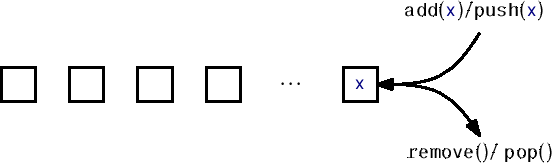 add(x)/push(x)
... x
.remove()/ pop()